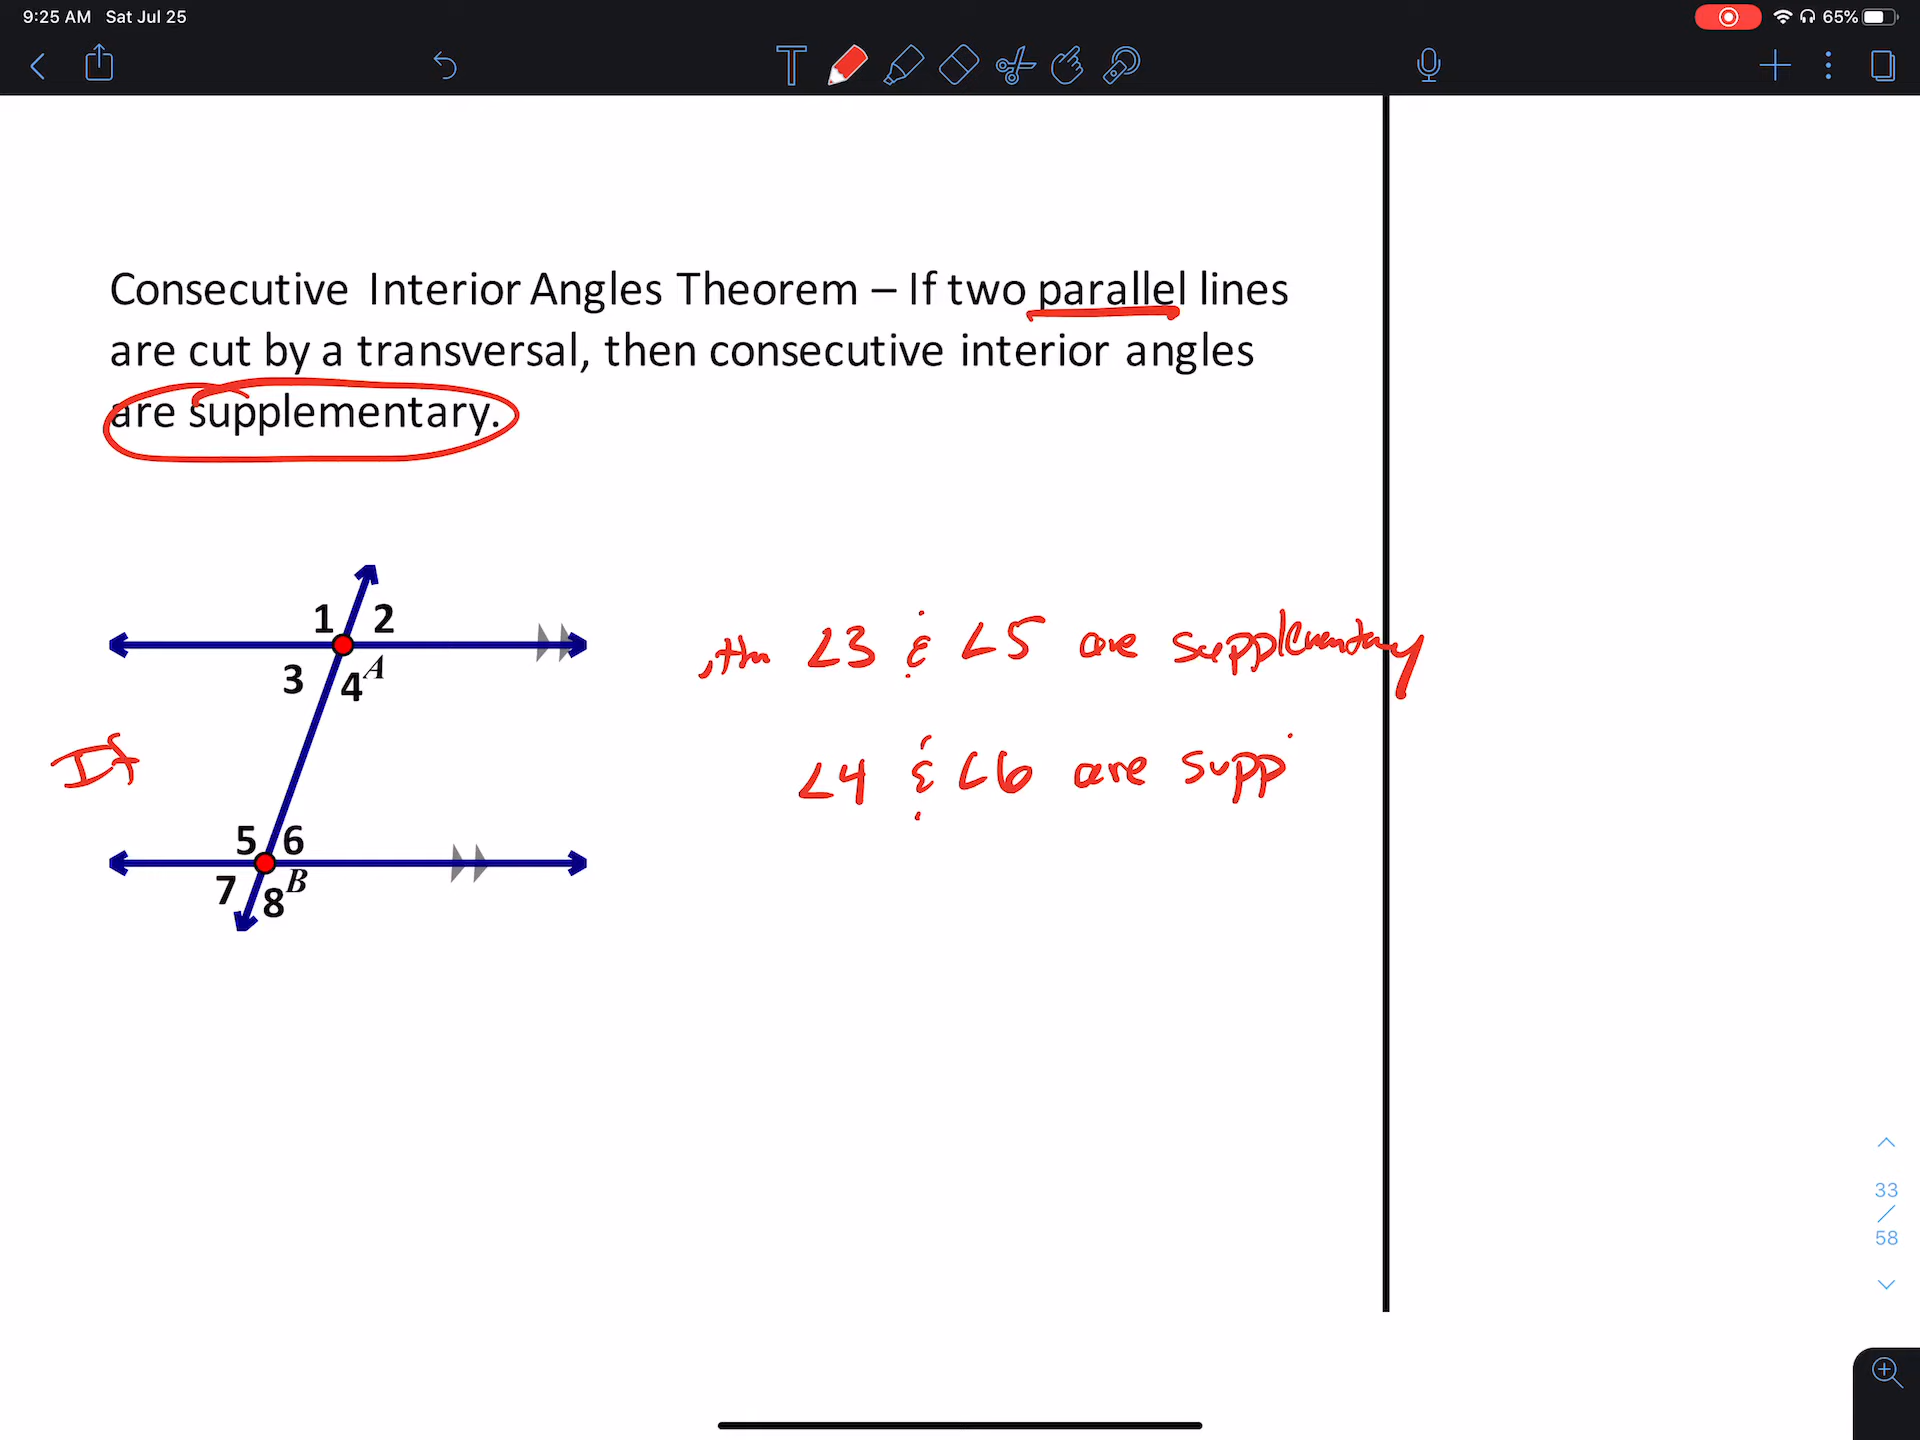 9:25 AM Sat Jul 25
65%
Consecutive Interior Angles Theorem – If two parallel lines
are cut by a transversal, then consecutive interior angles
are supplementary.
1 2
, then ∠3 & ∠5 are supplementary
3 4 A
If
∠4 & ∠6 are supp
5 6
7 8 B
33
/
58